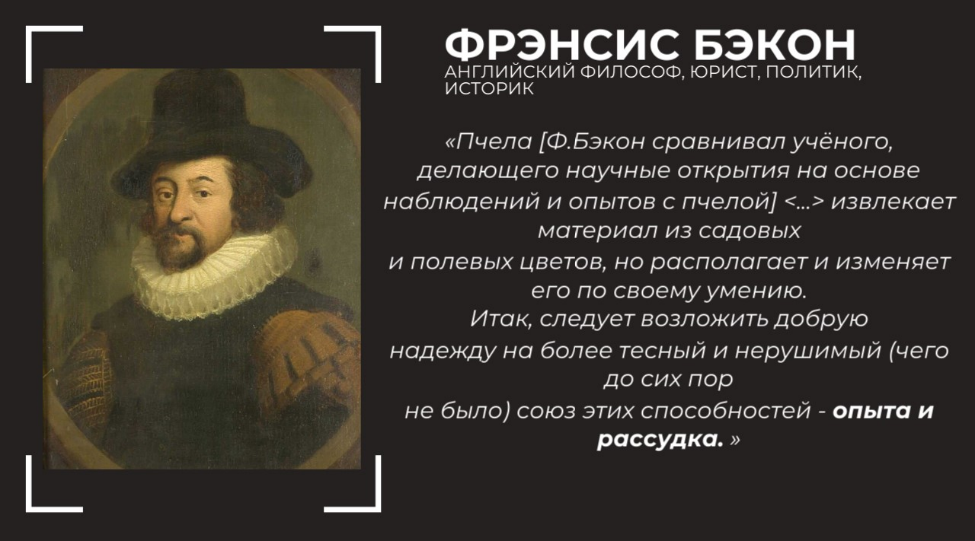 ФРЭНСИС БЭКОН
АНГЛИЙСКИЙ ФИЛОСОФ, ЮРИСТ, ПОЛИТИК,
ИСТОРИК
«Пчела [Ф.Бэкон сравнивал учёного,
делающего научные открытия на основе
наблюдений и опытов с пчелой] <...> извлекает
материал из садовых
и полевых цветов, но располагает и изменяет
его по своему умению.
Итак, следует возложить добрую
надежду на более тесный и нерушимый (чего
до сих пор
не было) союз этих способностей - опыта и
рассудка. »